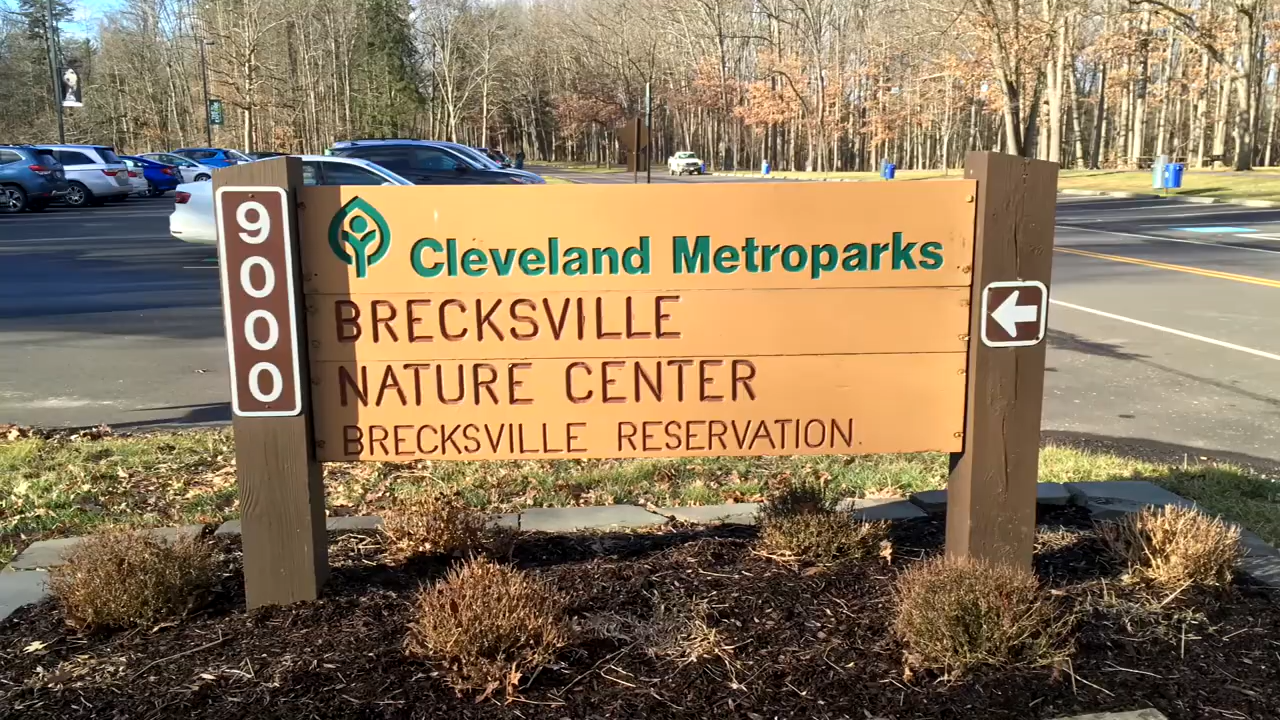 9000
Cleveland Metroparks
BRECKSVILLE
NATURE CENTER
BRECKSVILLE RESERVATION